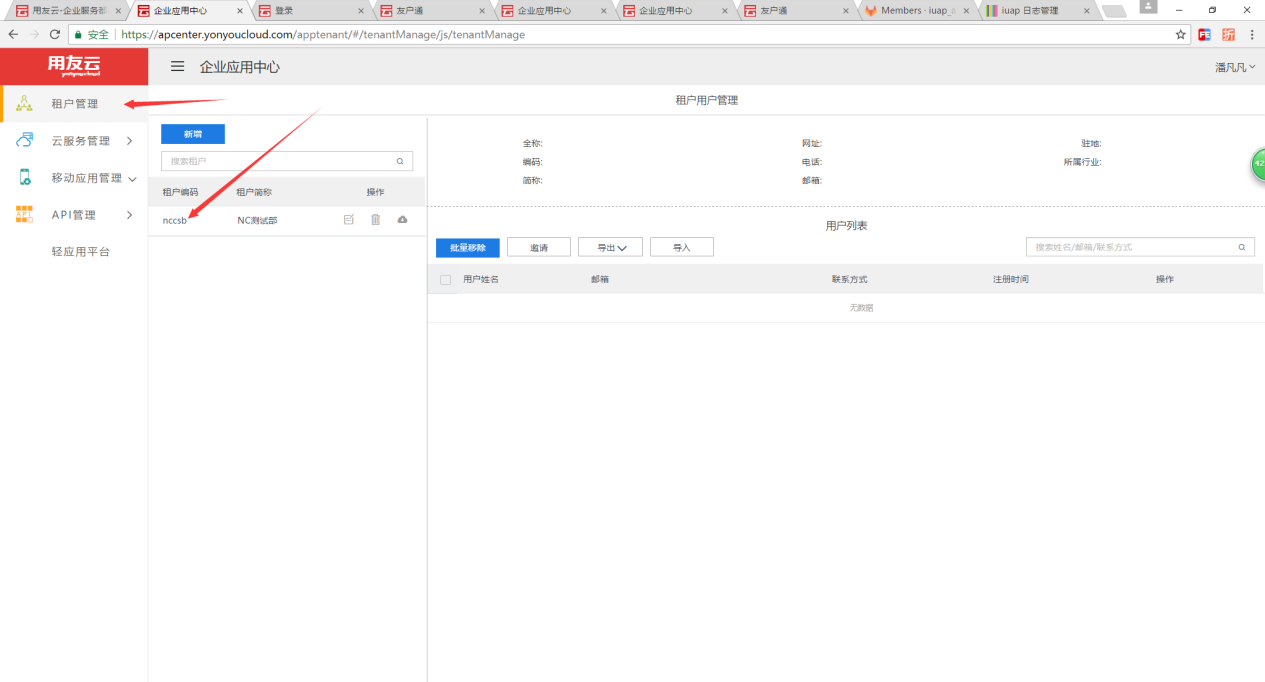 用友云-企业服务 企业应用中心 登录 友户通 企业应用中心 企业应用中心 友户通 Members · iuap_ iuap 日志管理
安全 https://apcenter.yonyoucloud.com/apptenant/#/tenantManage/js/tenantManage
用友云
yonyoucloud
企业应用中心
潘凡凡
租户管理
云服务管理
移动应用管理
API管理
轻应用平台
租户用户管理
新增
搜索租户
租户编码 租户简称 操作
nccsb NC测试部
全称: 网址: 驻地:
编码: 电话: 所属行业:
简称: 邮箱:
用户列表
批量移除 邀请 导出 导入 搜索姓名/邮箱/联系方式
用户姓名 邮箱 联系方式 注册时间 操作
无数据
42